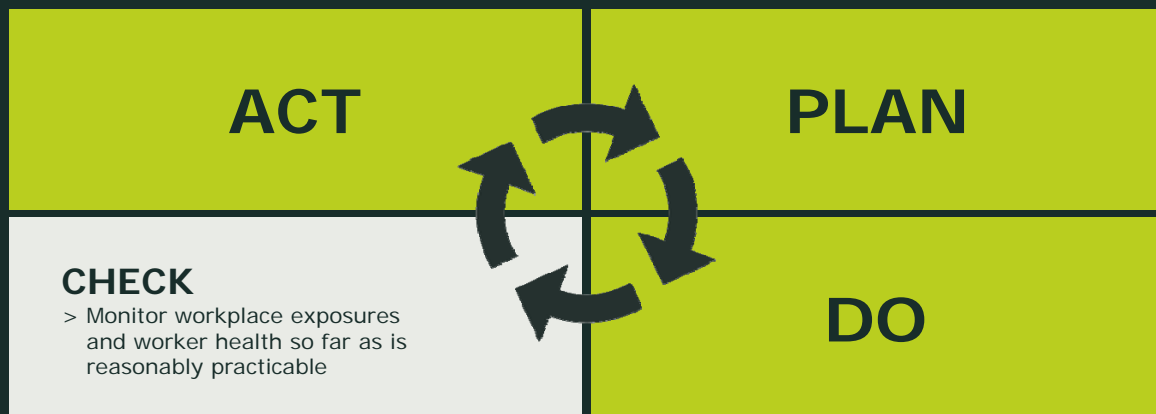 ACT
PLAN
CHECK
> Monitor workplace exposures
and worker health so far as is
reasonably practicable
DO